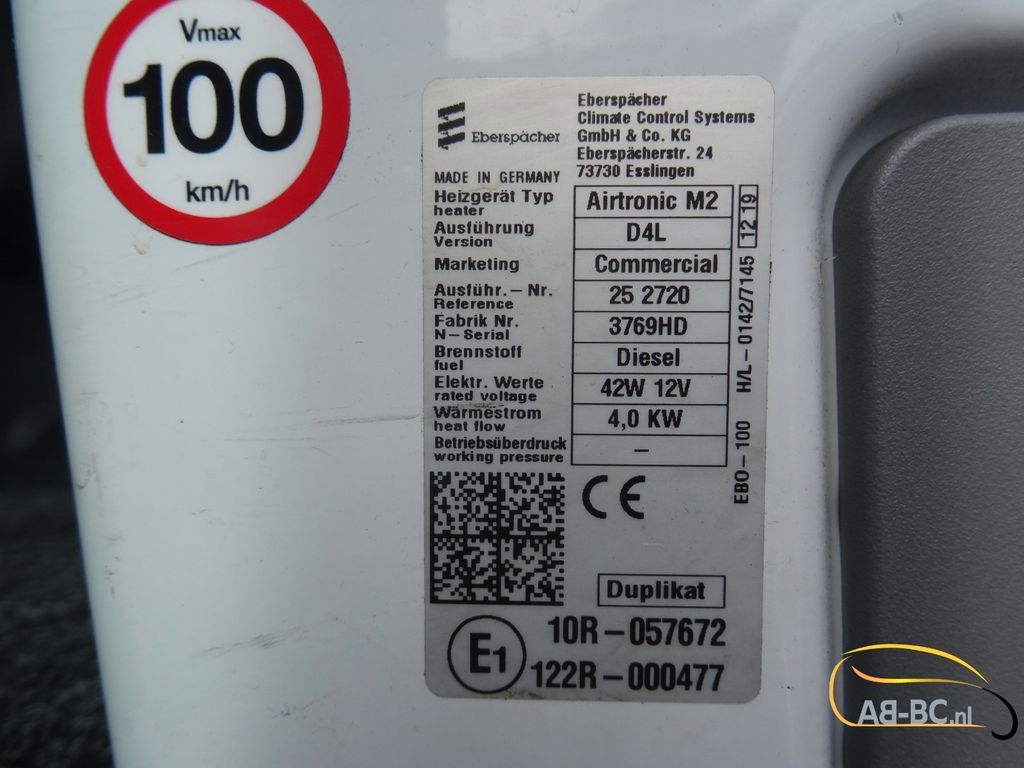 Vmax
100
km/h
Eberspächer
Eberspächer
Climate Control Systems
GmbH & Co. KG
Eberspächerstr. 24
73730 Esslingen
MADE IN GERMANY
Heizgerät Typ
heater
Airtronic M2
Ausführung
Version
D4L
Marketing
Commercial
Ausführ.-Nr.
Reference
25 2720
Fabrik Nr.
N-Serial
3769HD
Brennstoff
fuel
Diesel
Elektr. Werte
rated voltage
42W 12V
Wärmestrom
heat flow
4,0 KW
Betriebsüberdruck
working pressure
–
EBO-100 H/L-0142/7145 12 19
CE
Duplikat
E1
10R-057672
122R-000477
AB-BC.nl